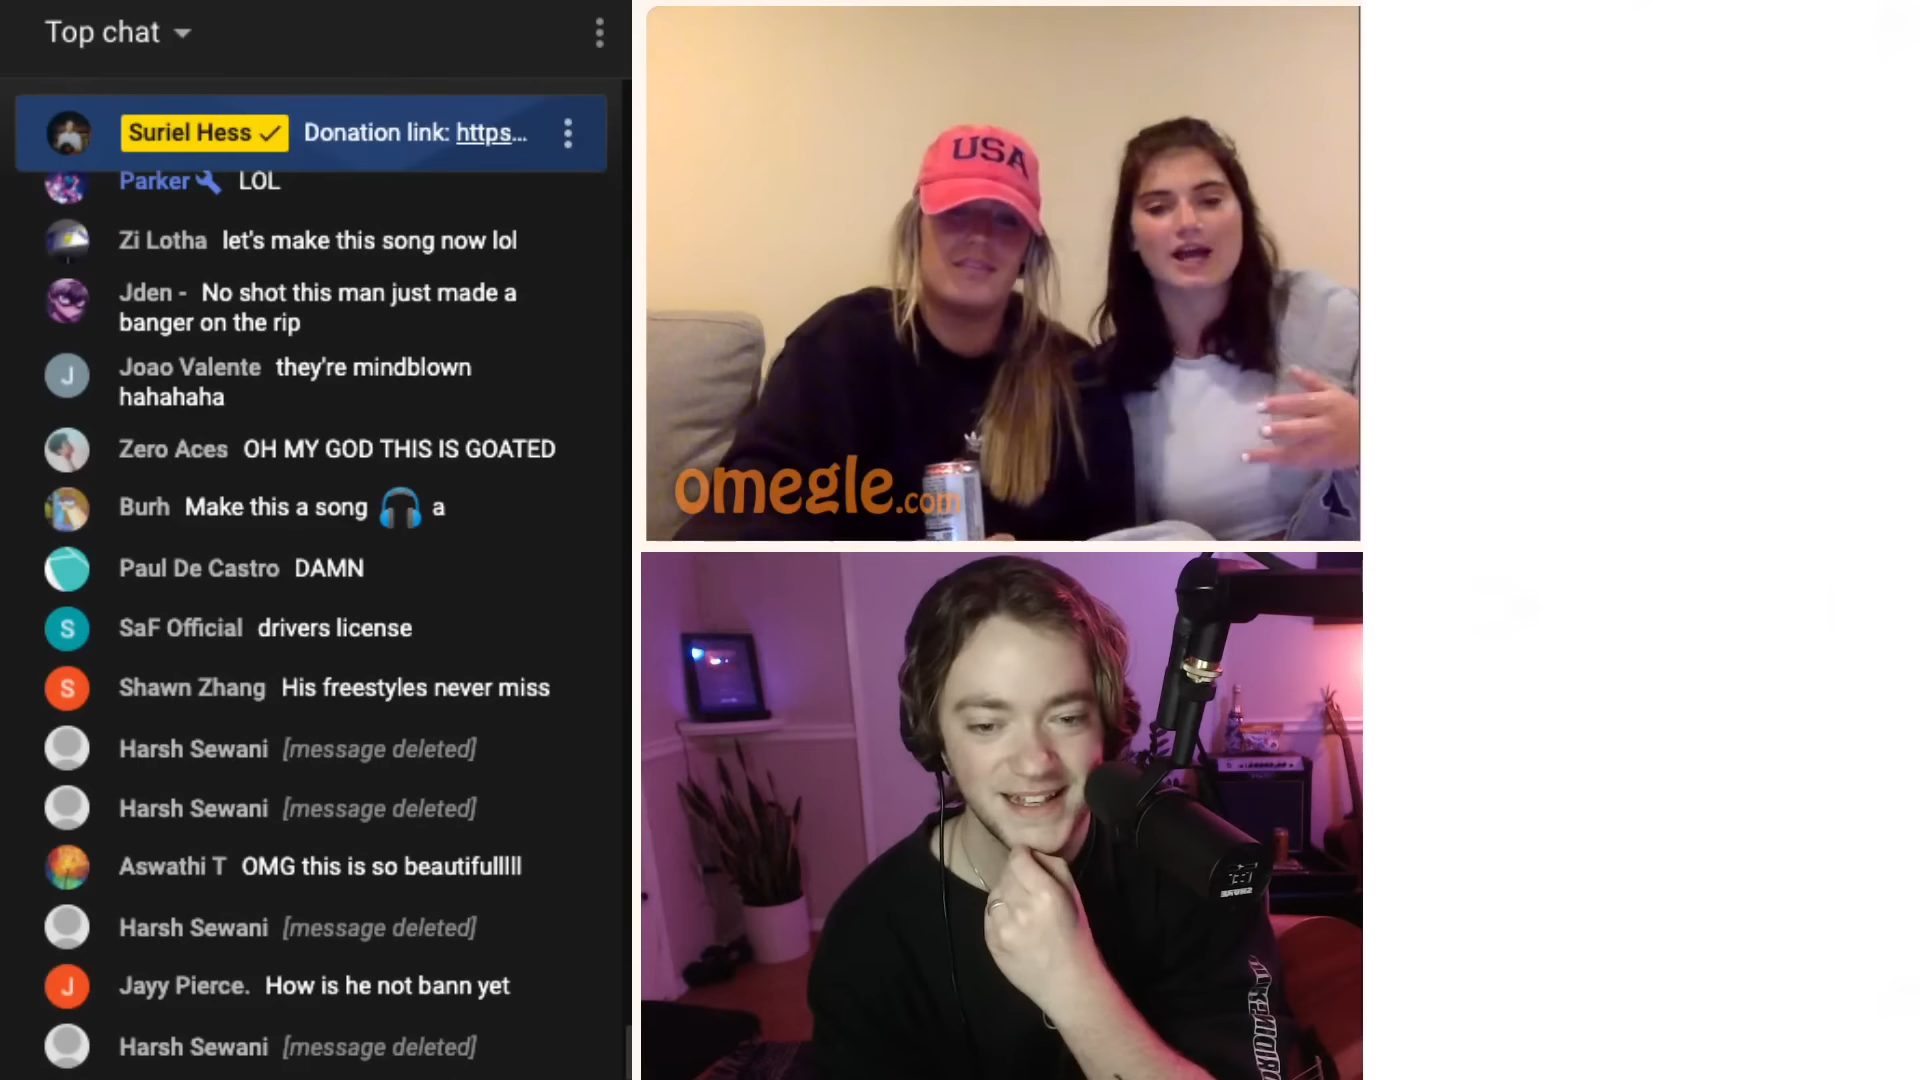 Top chat
Suriel Hess Donation link: https...
Parker LOL
Zi Lotha let's make this song now lol
Jden - No shot this man just made a
banger on the rip
J
Joao Valente they're mindblown
hahahaha
Zero Aces OH MY GOD THIS IS GOATED
Burh Make this a song a
Paul De Castro DAMN
S
SaF Official drivers license
S
Shawn Zhang His freestyles never miss
Harsh Sewani [message deleted]
Harsh Sewani [message deleted]
Aswathi T OMG this is so beautifulllll
Harsh Sewani [message deleted]
J
Jayy Pierce. How is he not bann yet
Harsh Sewani [message deleted]
USA
omegle.com